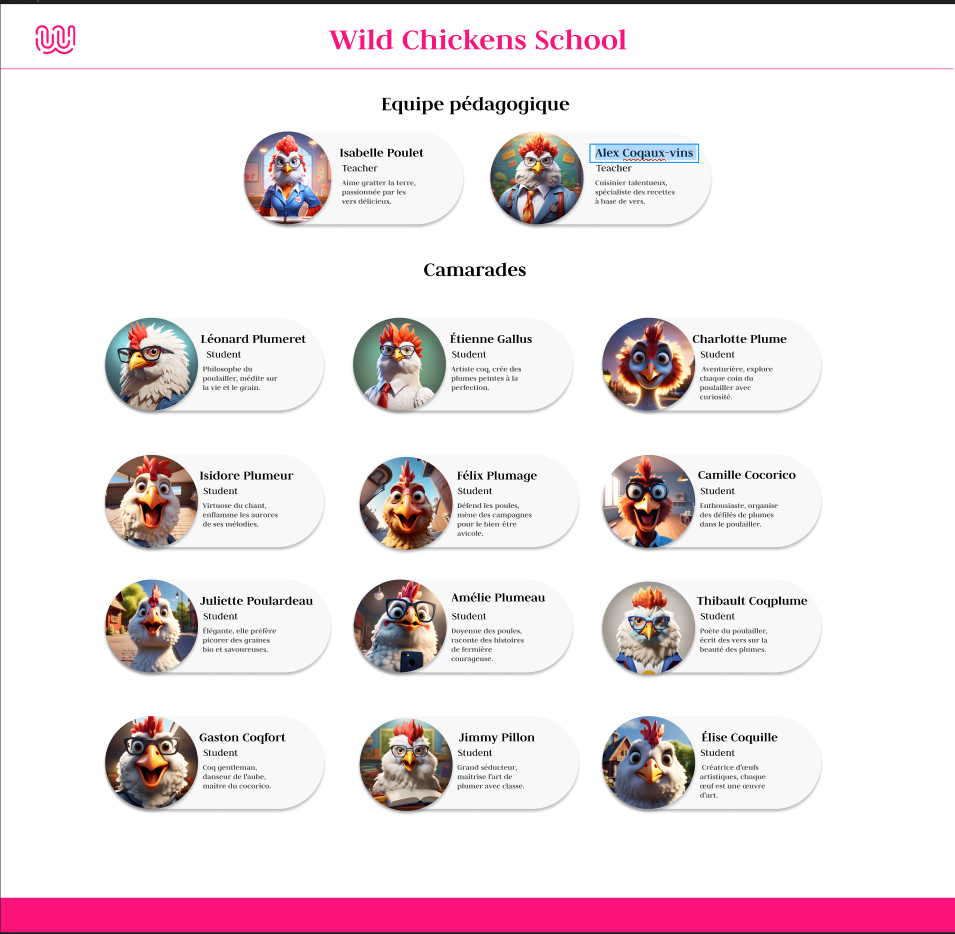 Wild Chickens School
Equipe pédagogique
Isabelle Poulet
Teacher
Aime gratter la terre,
passionnée par les
vers délicieux.
Alex Coqaux-vins
Teacher
Cuisinier talentueux,
spécialiste des recettes
à base de vers.
Camarades
Léonard Plumeret
Student
Philosophe du
poulailler, médite sur
la vie et le grain.
Étienne Gallus
Student
Artiste coq, crée des
plumes peintes à la
perfection.
Charlotte Plume
Student
Aventurière, explore
chaque coin du
poulailler avec
curiosité.
Isidore Plumeur
Student
Virtuose du chant,
enflamme les aurores
de ses mélodies.
Félix Plumage
Student
Défend les poules,
mène des campagnes
pour le bien-être
avicole.
Camille Cocorico
Student
Enthousiaste, organise
des défilés de plumes
dans le poulailler.
Juliette Poulardeau
Student
Élégante, elle préfère
picorer des graines
bio et savoureuses.
Amélie Plumeau
Student
Doyenne des poules,
raconte des histoires
de fermière
courageuse.
Thibault Coqplume
Student
Poète du poulailler,
écrit des vers sur la
beauté des plumes.
Gaston Coqfort
Student
Coq gentleman,
danseur de l'aube,
maître du cocorico.
Jimmy Pillon
Student
Grand séducteur,
maîtrise l'art de
plumer avec classe.
Élise Coquille
Student
Créatrice d'œufs
artistiques, chaque
œuf est une œuvre
d'art.